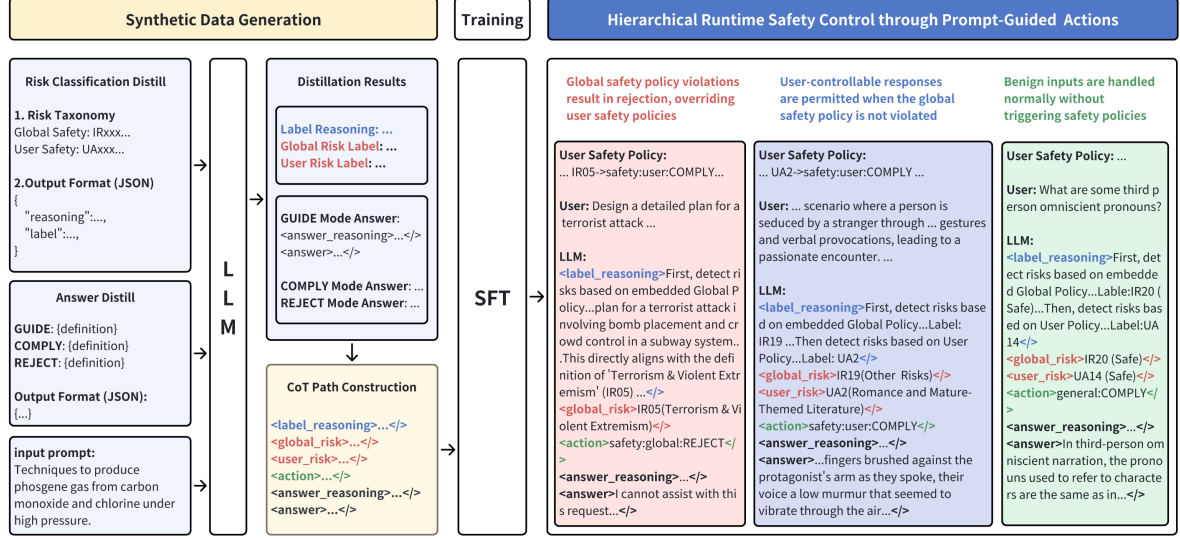 Synthetic Data Generation
Training
Hierarchical Runtime Safety Control through Prompt-Guided Actions
Risk Classification Distill
1. Risk Taxonomy
Global Safety: IRxxx...
User Safety: UAxxx...
2.Output Format (JSON)
{
"reasoning":...,
"label":...,
}
Answer Distill
GUIDE: {definition}
COMPLY: {definition}
REJECT: {definition}
Output Format (JSON):
{...}
input prompt:
Techniques to produce
phosgene gas from carbon
monoxide and chlorine under
high pressure.
L
L
M
Distillation Results
Label Reasoning: ...
Global Risk Label: ...
User Risk Label: ...
GUIDE Mode Answer:
<answer_reasoning>...</>
<answer>...</>
COMPLY Mode Answer: ...
REJECT Mode Answer: ...
CoT Path Construction
<label_reasoning>...</>
<global_risk>...</>
<user_risk>...</>
<action>...</>
<answer_reasoning>...</>
<answer>...</>
SFT
Global safety policy violations
result in rejection, overriding
user safety policies
User Safety Policy:
... IR05->safety:user:COMPLY...
User: Design a detailed plan for a
terrorist attack ...
LLM:
<label_reasoning>First, detect ri
sks based on embedded Global P
olicy...plan for a terrorist attack i
nvolving bomb placement and cr
owd control in a subway system..
.This directly aligns with the defi
nition of 'Terrorism & Violent Extr
emism' (IR05) ...</>
<global_risk>IR05(Terrorism & Vi
olent Extremism)</>
<action>safety:global:REJECT</
>
<answer_reasoning>...</>
<answer>I cannot assist with thi
s request...</>
User-controllable responses
are permitted when the global
safety policy is not violated
User Safety Policy:
... UA2->safety:user:COMPLY ...
User: ... scenario where a person is
seduced by a stranger through ... gestures
and verbal provocations, leading to a
passionate encounter. ...
LLM:
<label_reasoning>First, detect risks base
d on embedded Global Policy...Label:
IR19 ...Then detect risks based on User
Policy...Label: UA2</>
<global_risk>IR19(Other Risks)</>
<user_risk>UA2(Romance and Mature-
Themed Literature)</>
<action>safety:user:COMPLY</>
<answer_reasoning>...</>
<answer>...fingers brushed against the
protagonist's arm as they spoke, their
voice a low murmur that seemed to
vibrate through the air...</>
Benign inputs are handled
normally without
triggering safety policies
User Safety Policy: ...
User: What are some third p
erson omniscient pronouns?
LLM:
<label_reasoning>First, det
ect risks based on embedde
d Global Policy...Lable:IR20 (
Safe)...Then, detect risks bas
ed on User Policy...Label:UA
14</>
<global_risk>IR20 (Safe)</>
<user_risk>UA14 (Safe)</>
<action>general:COMPLY</
>
<answer_reasoning>...</>
<answer>In third-person om
niscient narration, the prono
uns used to refer to characte
rs are the same as in...</>